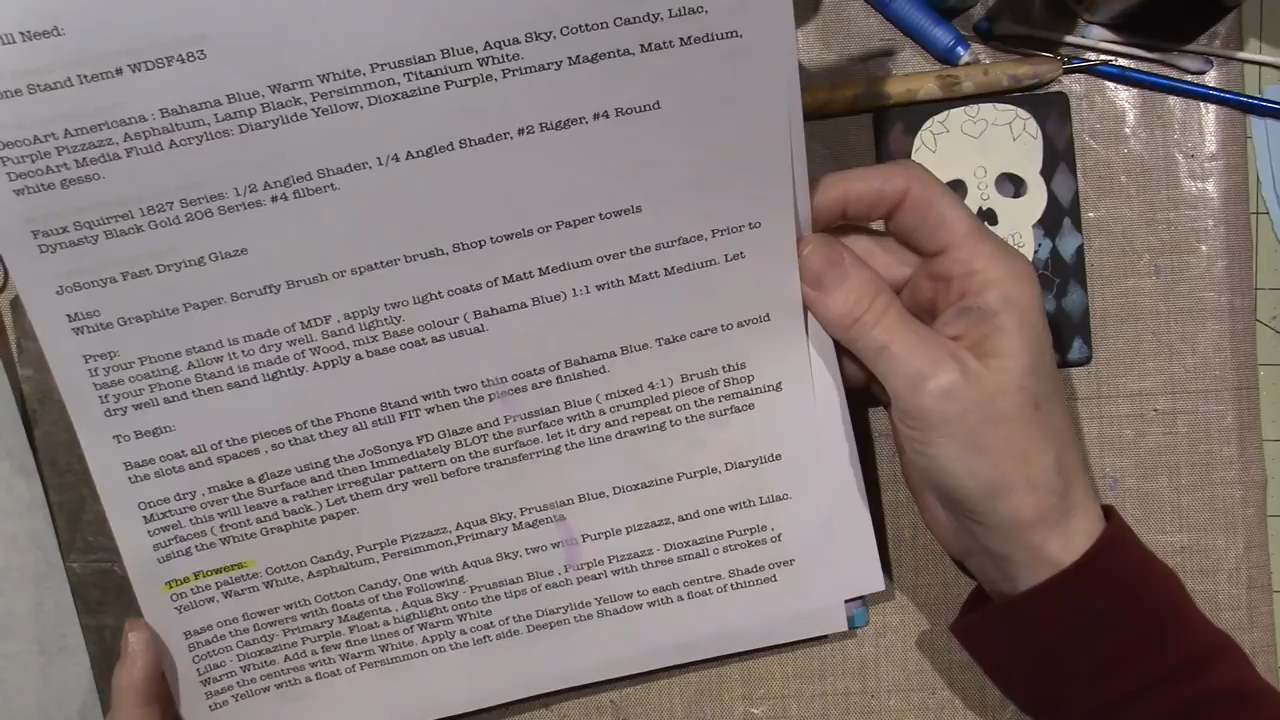 ill Need:
one Stand Item# WDSF483
DecoArt Americana : Bahama Blue, Warm White, Prussian Blue, Aqua Sky, Cotton Candy, Lilac,
Purple Pizzazz, Asphaltum, Lamp Black, Persimmon, Titanium White.
DecoArt Media Fluid Acrylics: Diarylide Yellow, Dioxazine Purple, Primary Magenta, Matt Medium,
white gesso.
Faux Squirrel 1827 Series: 1/2 Angled Shader, 1/4 Angled Shader, #2 Rigger, #4 Round
Dynasty Black Gold 206 Series: #4 filbert.
JoSonya Fast Drying Glaze
Misc
White Graphite Paper. Scruffy Brush or spatter brush, Shop towels or Paper towels
Prep:
If your Phone stand is made of MDF , apply two light coats of Matt Medium over the surface, Prior to
base coating. Allow it to dry well. Sand lightly.
If your Phone Stand is made of Wood, mix Base colour ( Bahama Blue) 1:1 with Matt Medium. Let
dry well and then sand lightly. Apply a base coat as usual.
To Begin:
Base coat all of the pieces of the Phone Stand with two thin coats of Bahama Blue. Take care to avoid
the slots and spaces , so that they all still FIT when the pieces are finished.
Once dry , make a glaze using the JoSonya FD Glaze and Prussian Blue ( mixed 4:1) Brush this
Mixture over the Surface and then Immediately BLOT the surface with a crumpled piece of Shop
towel. this will leave a rather irregular pattern on the surface. let it dry and repeat on the remaining
surfaces ( front and back.) Let them dry well before transferring the line drawing to the surface
using the White Graphite paper.
The Flowers:
On the palette: Cotton Candy, Purple Pizzazz, Aqua Sky, Prussian Blue, Dioxazine Purple, Diarylide
Yellow, Warm White, Asphaltum, Persimmon,Primary Magenta
Base one flower with Cotton Candy, One with Aqua Sky, two with Purple pizzazz, and one with Lilac.
Shade the flowers with floats of the Following.
Cotton Candy- Primary Magenta , Aqua Sky - Prussian Blue , Purple Pizzazz - Dioxazine Purple ,
Lilac - Dioxazine Purple. Float a highlight onto the tips of each pearl with three small c strokes of
Warm White. Add a few fine lines of Warm White
Base the centres with Warm White. Apply a coat of the Diarylide Yellow to each centre. Shade over
the Yellow with a float of Persimmon on the left side. Deepen the Shadow with a float of thinned